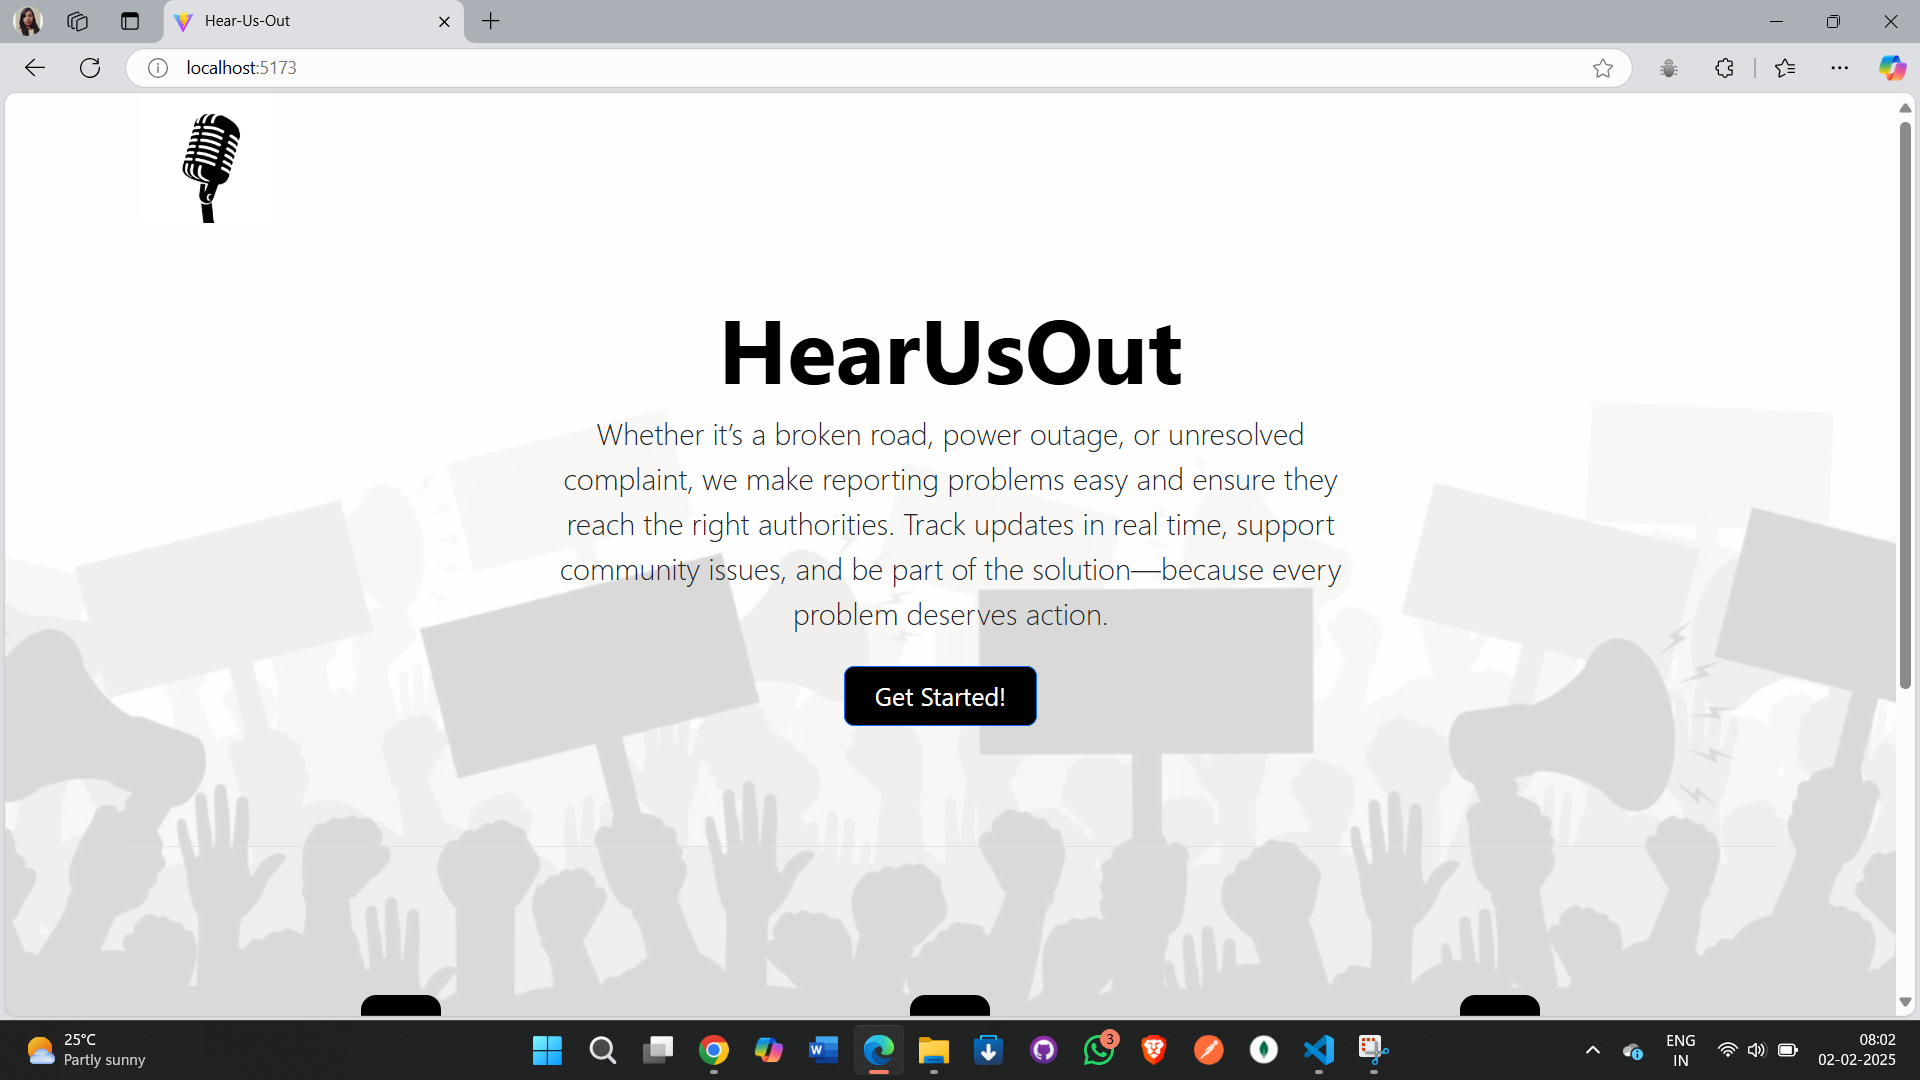 Hear-Us-Out
localhost:5173
HearUsOut
Whether it’s a broken road, power outage, or unresolved
complaint, we make reporting problems easy and ensure they
reach the right authorities. Track updates in real time, support
community issues, and be part of the solution—because every
problem deserves action.
Get Started!
25°C
Partly sunny
3
ENG
IN
08:02
02-02-2025